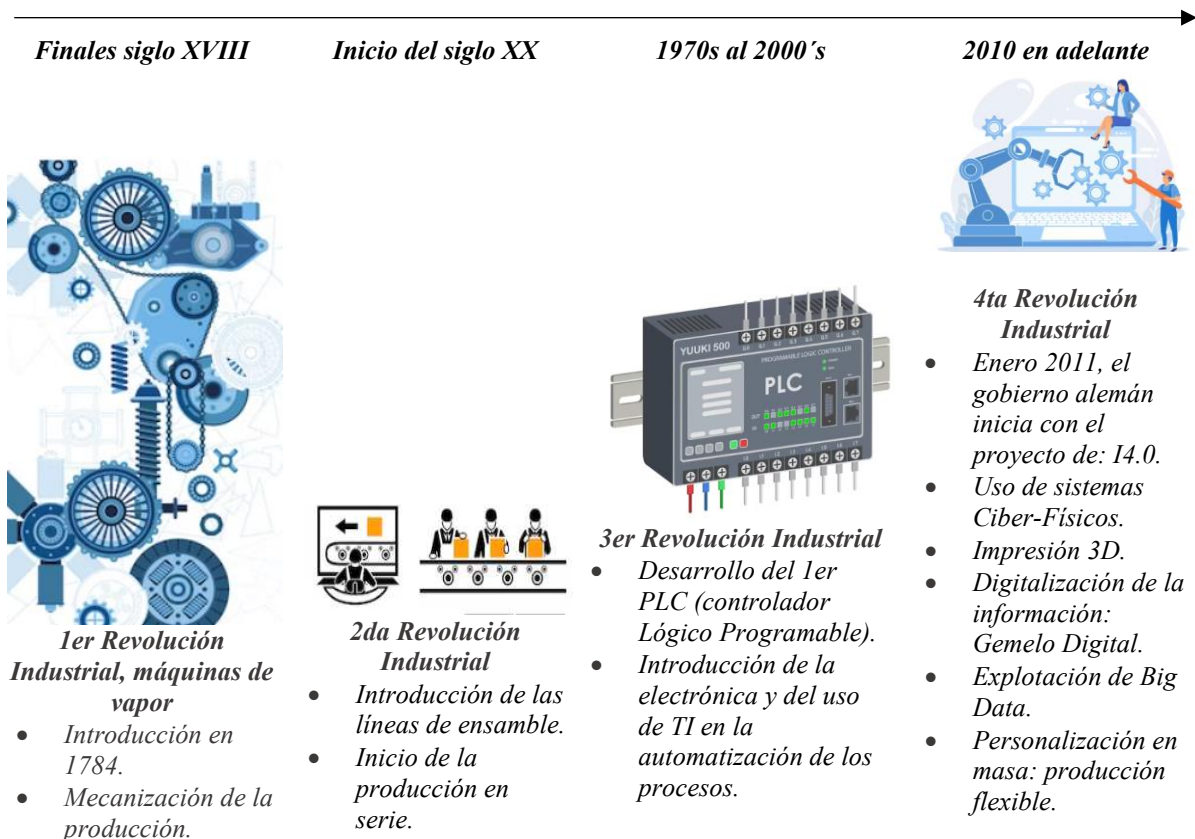 Finales siglo XVIII
Inicio del siglo XX
1970s al 2000´s
2010 en adelante
1er Revolución
Industrial, máquinas de
vapor
• Introducción en
1784.
• Mecanización de la
producción.
2da Revolución
Industrial
• Introducción de las
líneas de ensamble.
• Inicio de la
producción en
serie.
YUUKI 500
PROGRAMABLE LOGIC CONTROLLER
PLC
OUT
IN
3er Revolución Industrial
• Desarrollo del 1er
PLC (controlador
Lógico Programable).
• Introducción de la
electrónica y del uso
de TI en la
automatización de los
procesos.
4ta Revolución
Industrial
• Enero 2011, el
gobierno alemán
inicia con el
proyecto de: I4.0.
• Uso de sistemas
Ciber-Físicos.
• Impresión 3D.
• Digitalización de la
información:
Gemelo Digital.
• Explotación de Big
Data.
• Personalización en
masa: producción
flexible.